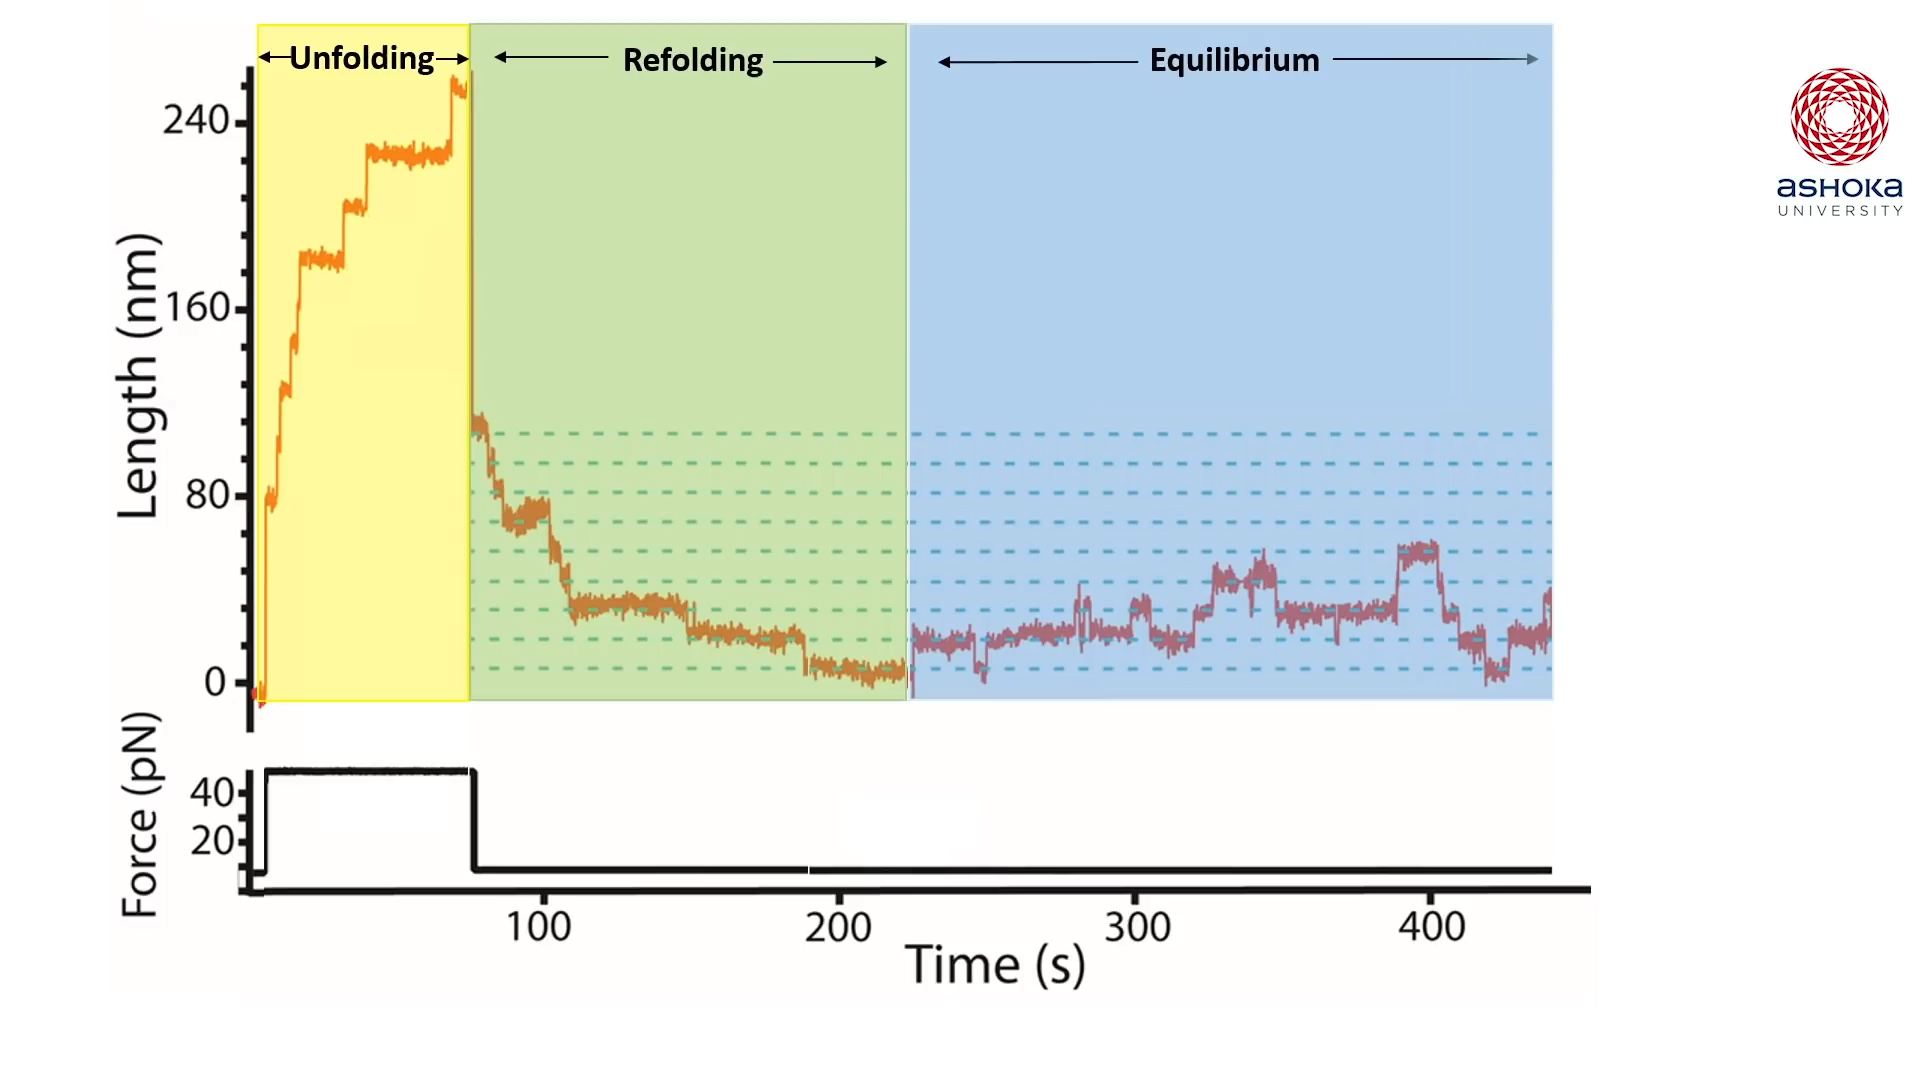 Unfolding
Refolding
Equilibrium
240
160
80
0
Length (nm)
40
20
Force (pN)
100
200
300
400
Time (s)
ASHOKA
UNIVERSITY